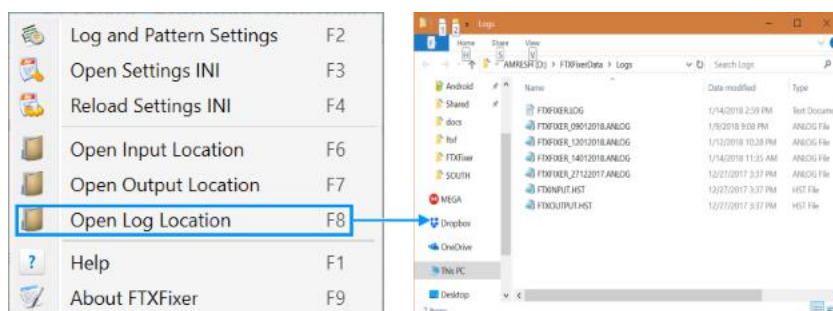 Log and Pattern Settings F2
Open Settings INI F3
Reload Settings INI F4
Open Input Location F6
Open Output Location F7
Open Log Location F8
Help F1
About FTXFixer F9
Logs
Home Share View
H S V
AMRESH (D:) > FTXFixerData > Logs
Search Logs
Name Date modified Type
Android
Shared
docs
FTXFixer
SOUTH
MEGA
Dropbox
OneDrive
This PC
Desktop
FTXFIXER.LOG 1/14/2018 2:59 PM Text Docume
FTXFIXER_09012018.ANLOG 1/9/2018 9:08 PM ANLOG File
FTXFIXER_12012018.ANLOG 1/12/2018 10:28 PM ANLOG File
FTXFIXER_14012018.ANLOG 1/14/2018 11:35 AM ANLOG File
FTXFIXER_27122017.ANLOG 12/27/2017 3:37 PM ANLOG File
FTXINPUT.HST 12/27/2017 3:37 PM HST File
FTXOUTPUT.HST 12/27/2017 3:37 PM HST File